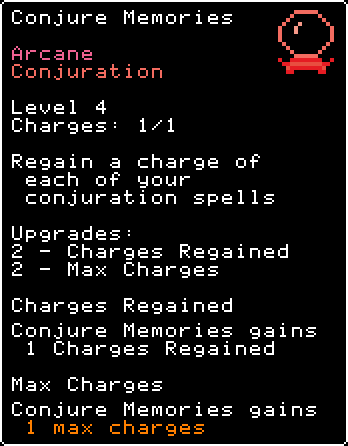 Conjure Memories
Arcane
Conjuration
Level 4
Charges: 1/1
Regain a charge of
each of your
conjuration spells
Upgrades:
2 - Charges Regained
2 - Max Charges
Charges Regained
Conjure Memories gains
1 Charges Regained
Max Charges
Conjure Memories gains
1 max charges